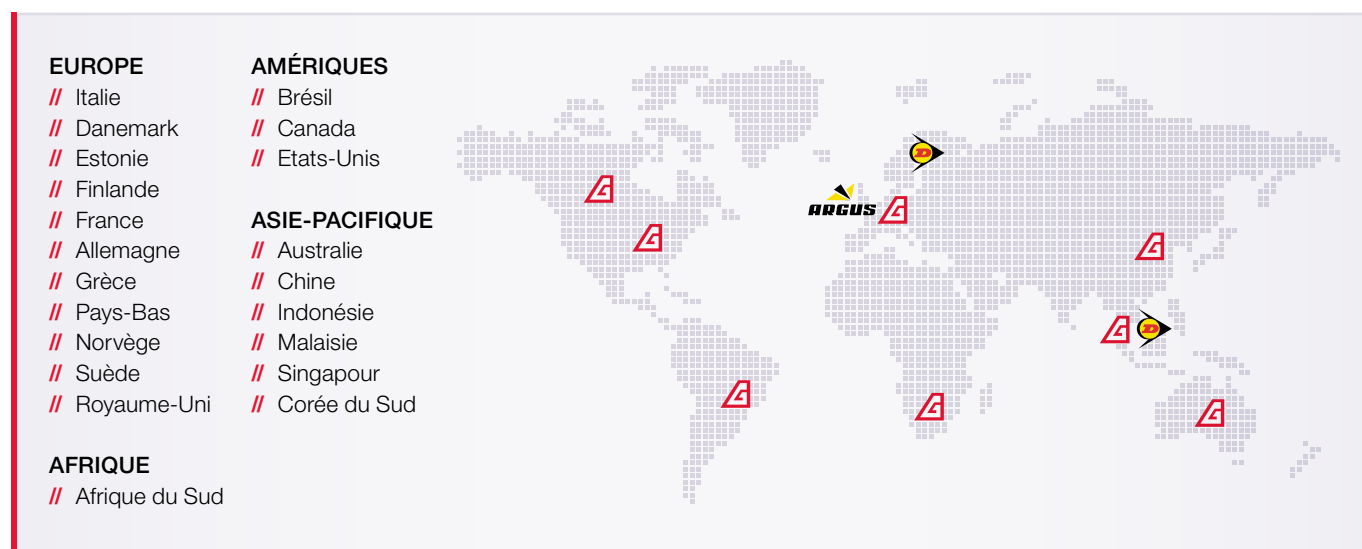 EUROPE
// Italie
// Danemark
// Estonie
// Finlande
// France
// Allemagne
// Grèce
// Pays-Bas
// Norvège
// Suède
// Royaume-Uni
AFRIQUE
// Afrique du Sud
AMÉRIQUES
// Brésil
// Canada
// Etats-Unis
ASIE-PACIFIQUE
// Australie
// Chine
// Indonésie
// Malaisie
// Singapour
// Corée du Sud
D
ARGUS
D